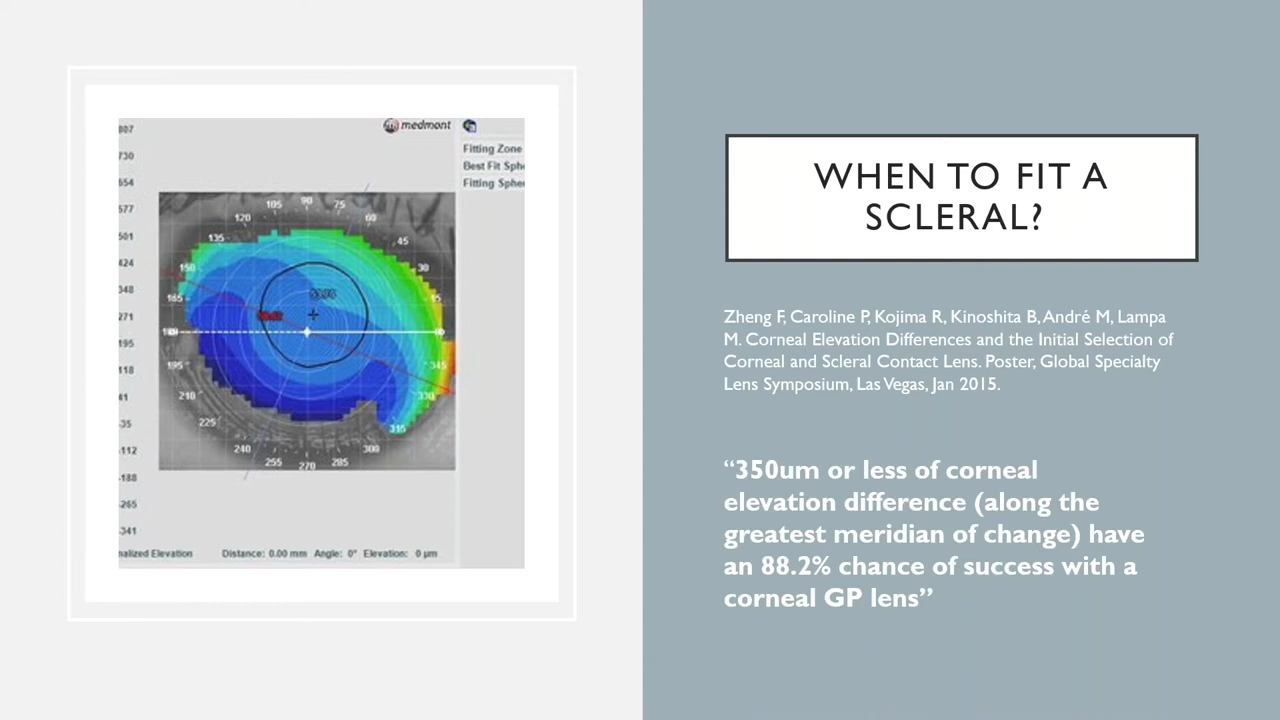 medmont
807
730
654
577
501
424
348
271
195
118
41
-35
-112
-188
-265
-341
Fitting Zone
Best Fit Sph
Fitting Sphe
105 90 75
120 60
135 45
150 30
165 15
180 0
195 345
210 330
225 315
240 300
255 270 285
nalized Elevation Distance: 0.00 mm Angle: 0° Elevation: 0 µm
WHEN TO FIT A
SCLERAL?
Zheng F, Caroline P, Kojima R, Kinoshita B, André M, Lampa
M. Corneal Elevation Differences and the Initial Selection of
Corneal and Scleral Contact Lens. Poster, Global Specialty
Lens Symposium, Las Vegas, Jan 2015.
“350um or less of corneal
elevation difference (along the
greatest meridian of change) have
an 88.2% chance of success with a
corneal GP lens”